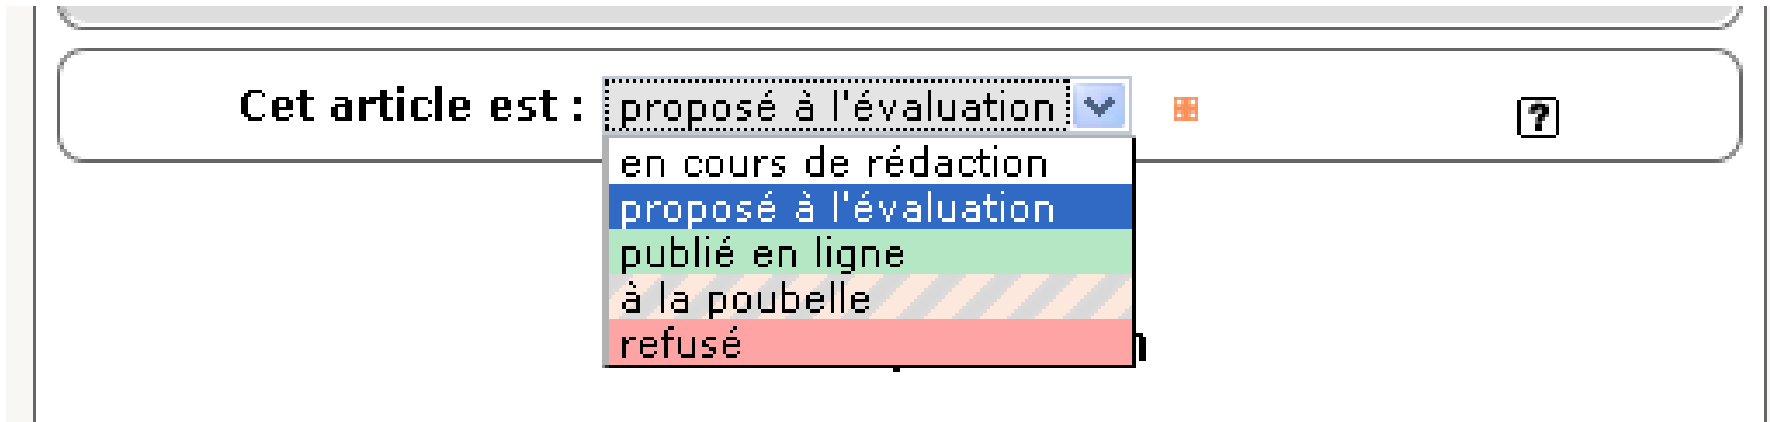 Cet article est : proposé à l'évaluation ?
en cours de rédaction
proposé à l'évaluation
publié en ligne
à la poubelle
refusé